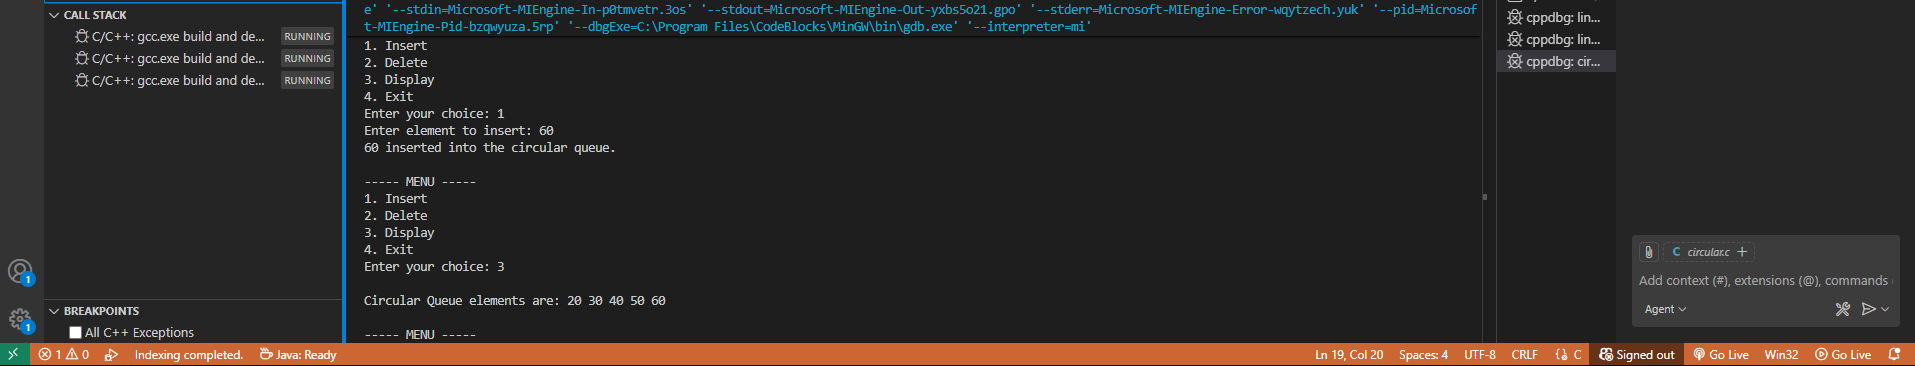 CALL STACK
C/C++: gcc.exe build and de... RUNNING
C/C++: gcc.exe build and de... RUNNING
C/C++: gcc.exe build and de... RUNNING
BREAKPOINTS
All C++ Exceptions
e' '--stdin=Microsoft-MIEngine-In-p0tmvetr.3os' '--stdout=Microsoft-MIEngine-Out-yxbs5o21.gpo' '--stderr=Microsoft-MIEngine-Error-wqytzech.yuk' '--pid=Microsof
t-MIEngine-Pid-bzqwyuza.5rp' '--dbgExe=C:\Program Files\CodeBlocks\MinGW\bin\gdb.exe' '--interpreter=mi'
1. Insert
2. Delete
3. Display
4. Exit
Enter your choice: 1
Enter element to insert: 60
60 inserted into the circular queue.
----- MENU -----
1. Insert
2. Delete
3. Display
4. Exit
Enter your choice: 3
Circular Queue elements are: 20 30 40 50 60
----- MENU -----
cppdbg: lin...
cppdbg: lin...
cppdbg: cir...
C circular.c +
Add context (#), extensions (@), commands
Agent
1
1
1 0 Indexing completed. Java: Ready
Ln 19, Col 20 Spaces: 4 UTF-8 CRLF {} C Signed out Go Live Win32 Go Live